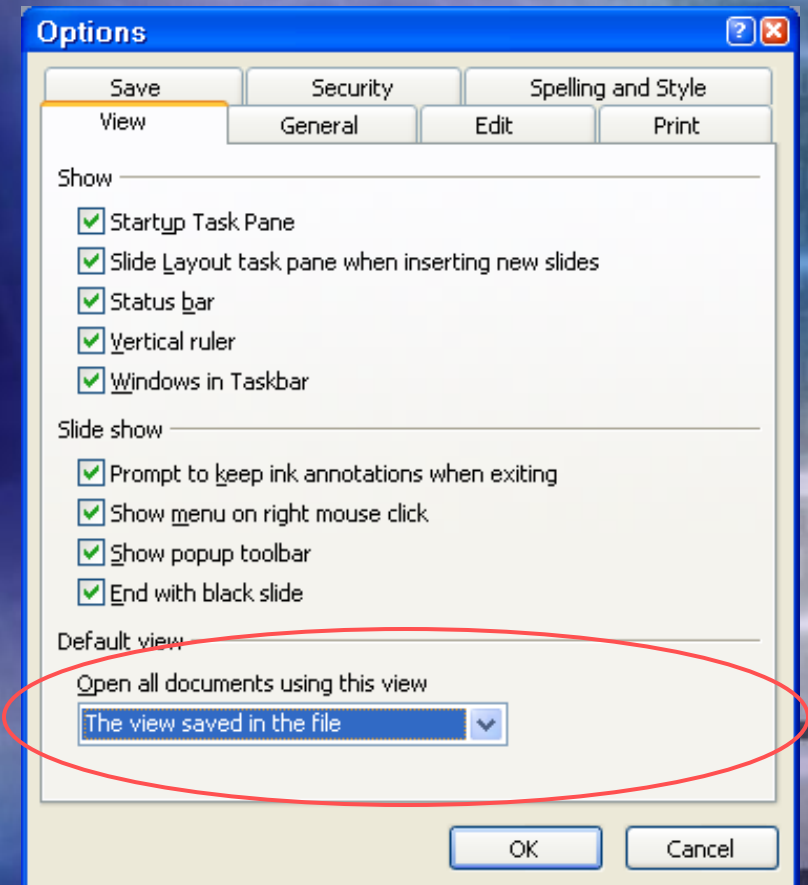 Options
Save Security Spelling and Style
View General Edit Print
Show
Startup Task Pane
Slide Layout task pane when inserting new slides
Status bar
Vertical ruler
Windows in Taskbar
Slide show
Prompt to keep ink annotations when exiting
Show menu on right mouse click
Show popup toolbar
End with black slide
Default view
Open all documents using this view
The view saved in the file
OK Cancel